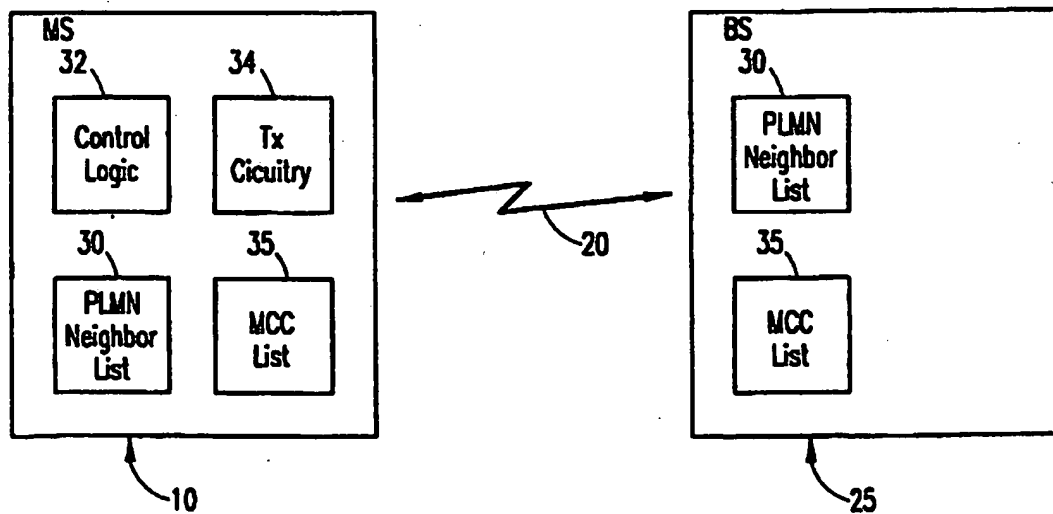 MS
32
34
Control
Logic
Tx
Cicuitry
30
35
PLMN
Neighbor
List
MCC
List
10
20
BS
30
PLMN
Neighbor
List
35
MCC
List
25